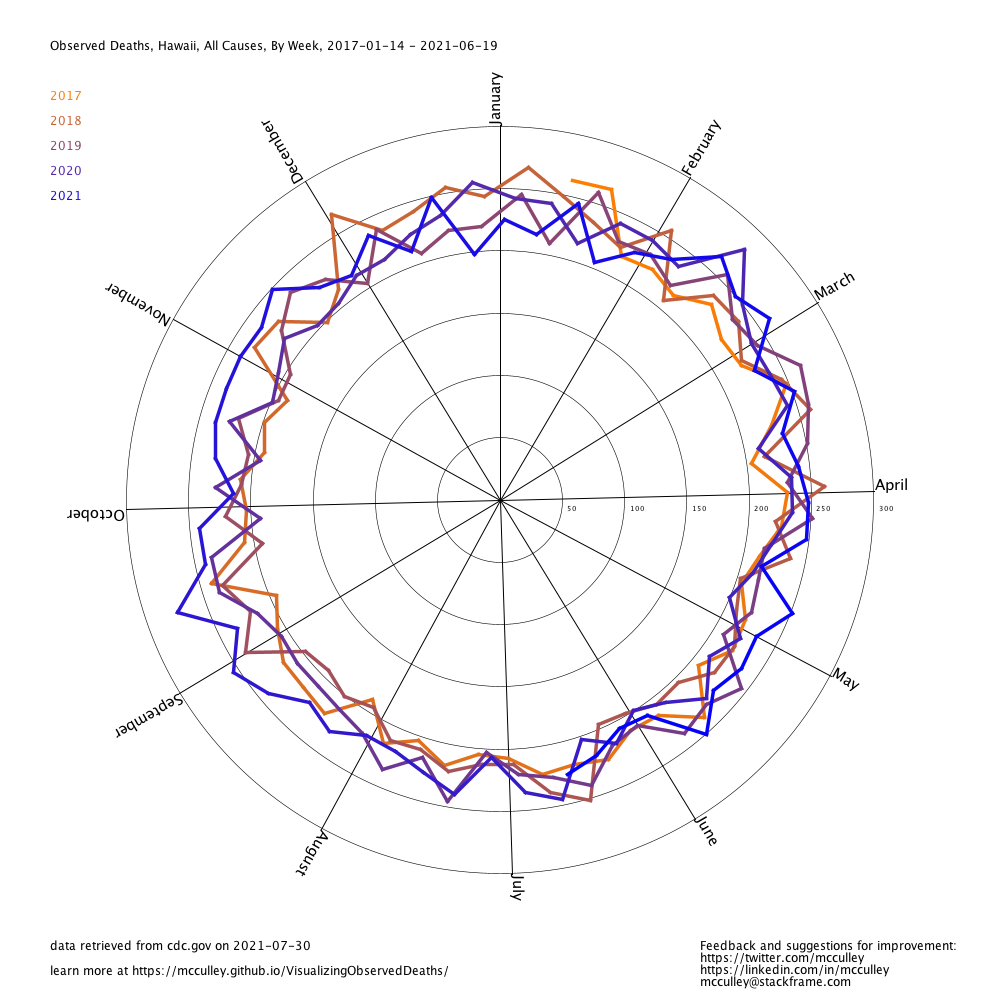 Observed Deaths, Hawaii, All Causes, By Week, 2017-01-14 - 2021-06-19
2017
2018
2019
2020
2021
January
February
March
April
May
June
July
August
September
October
November
December
50
100
150
200
250
300
data retrieved from cdc.gov on 2021-07-30
learn more at https://mcculley.github.io/VisualizingObservedDeaths/
Feedback and suggestions for improvement:
https://twitter.com/mcculley
https://linkedin.com/in/mcculley
mcculley@stackframe.com